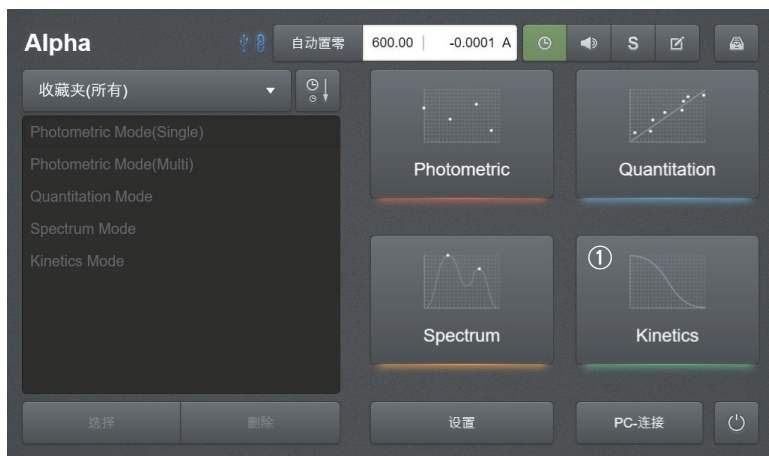 Alpha
自动置零
600.00 | -0.0001 A
S
收藏夹(所有)
Photometric Mode(Single)
Photometric Mode(Multi)
Quantitation Mode
Spectrum Mode
Kinetics Mode
Photometric
Quantitation
Spectrum
①
Kinetics
选择
删除
设置
PC-连接